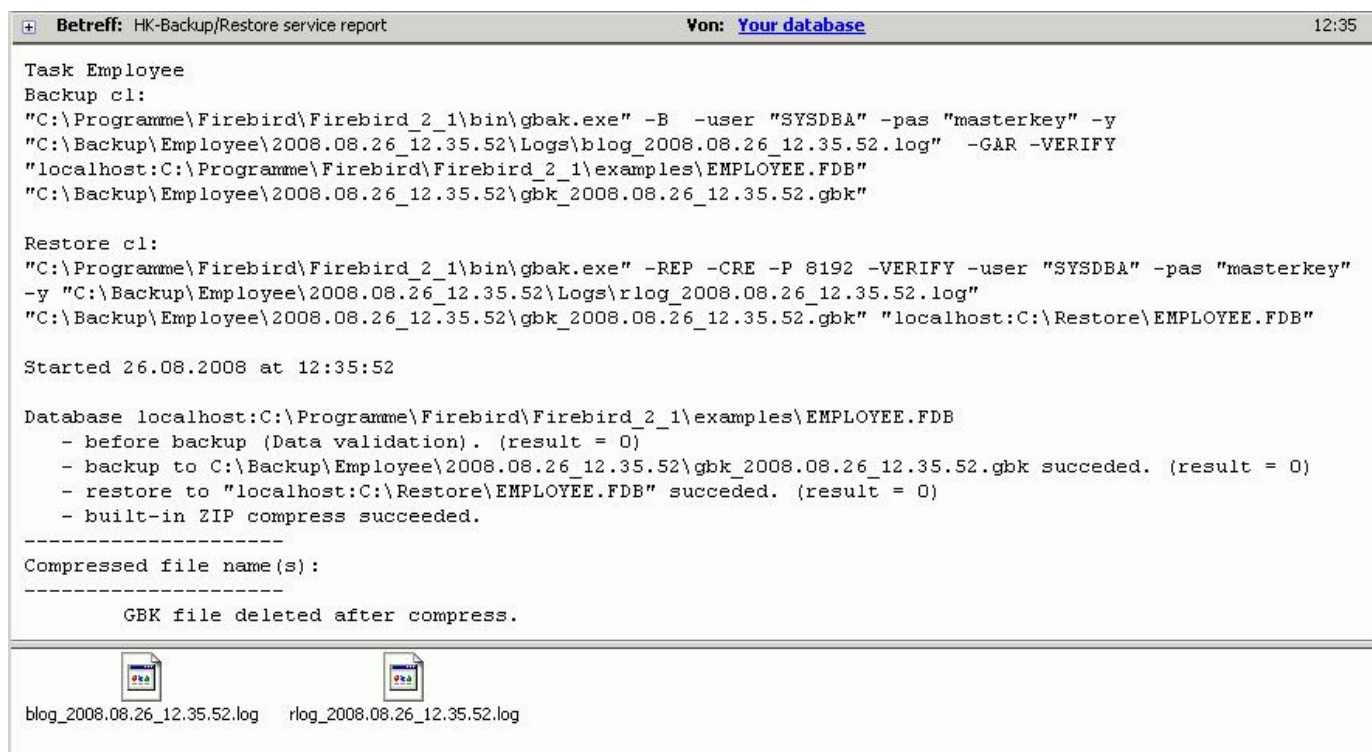 Betreff: HK-Backup/Restore service report Von: Your database 12:35
Task Employee
Backup cl:
"C:\Programme\Firebird\Firebird_2_1\bin\gbak.exe" -B  -user "SYSDBA" -pas "masterkey" -y
"C:\Backup\Employee\2008.08.26_12.35.52\Logs\blog_2008.08.26_12.35.52.log"  -GAR -VERIFY
"localhost:C:\Programme\Firebird\Firebird_2_1\examples\EMPLOYEE.FDB"
"C:\Backup\Employee\2008.08.26_12.35.52\gbk_2008.08.26_12.35.52.gbk"
Restore cl:
"C:\Programme\Firebird\Firebird_2_1\bin\gbak.exe" -REP -CRE -P 8192 -VERIFY -user "SYSDBA" -pas "masterkey"
-y "C:\Backup\Employee\2008.08.26_12.35.52\Logs\rlog_2008.08.26_12.35.52.log"
"C:\Backup\Employee\2008.08.26_12.35.52\gbk_2008.08.26_12.35.52.gbk" "localhost:C:\Restore\EMPLOYEE.FDB"
Started 26.08.2008 at 12:35:52
Database localhost:C:\Programme\Firebird\Firebird_2_1\examples\EMPLOYEE.FDB
- before backup (Data validation). (result = 0)
- backup to C:\Backup\Employee\2008.08.26_12.35.52\gbk_2008.08.26_12.35.52.gbk succeded. (result = 0)
- restore to "localhost:C:\Restore\EMPLOYEE.FDB" succeded. (result = 0)
- built-in ZIP compress succeeded.
---------------------
Compressed file name(s):
---------------------
GBK file deleted after compress.
blog_2008.08.26_12.35.52.log rlog_2008.08.26_12.35.52.log